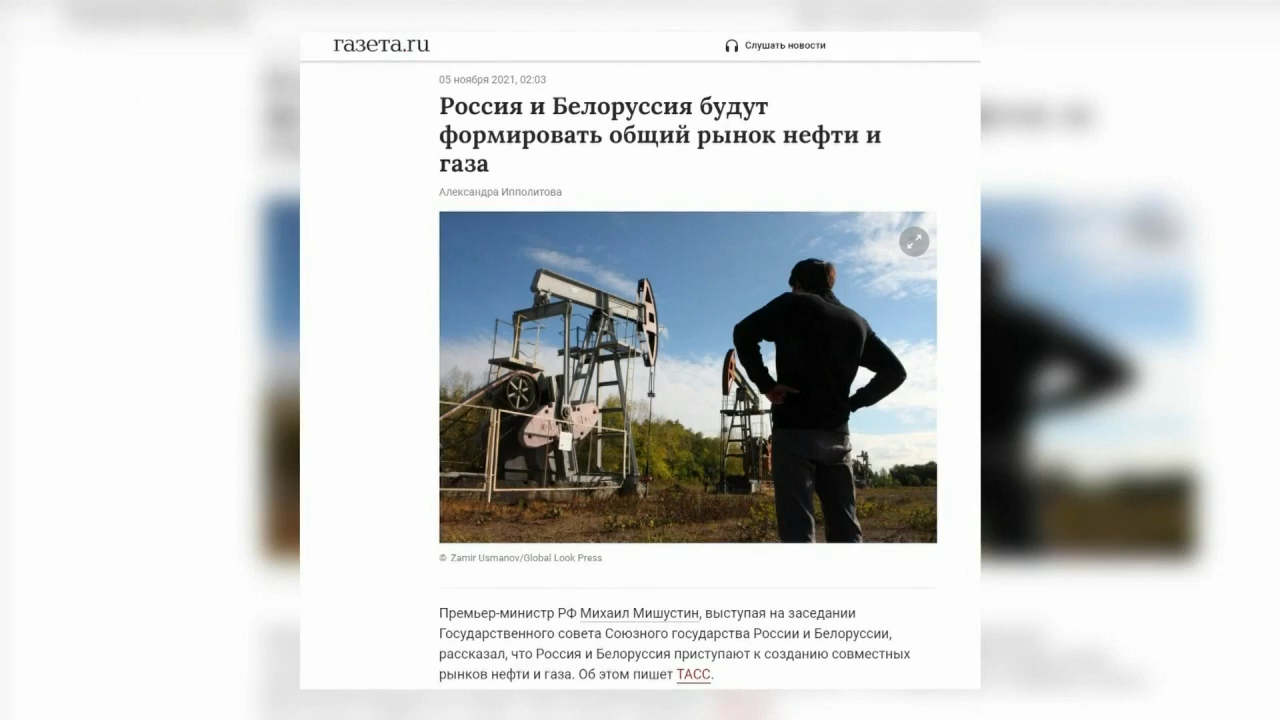 газета.ru
Слушать новости
05 ноября 2021, 02:03
Россия и Белоруссия будут
формировать общий рынок нефти и
газа
Александра Ипполитова
© Zamir Usmanov/Global Look Press
Премьер-министр РФ Михаил Мишустин, выступая на заседании
Государственного совета Союзного государства России и Белоруссии,
рассказал, что Россия и Белоруссия приступают к созданию совместных
рынков нефти и газа. Об этом пишет ТАСС.